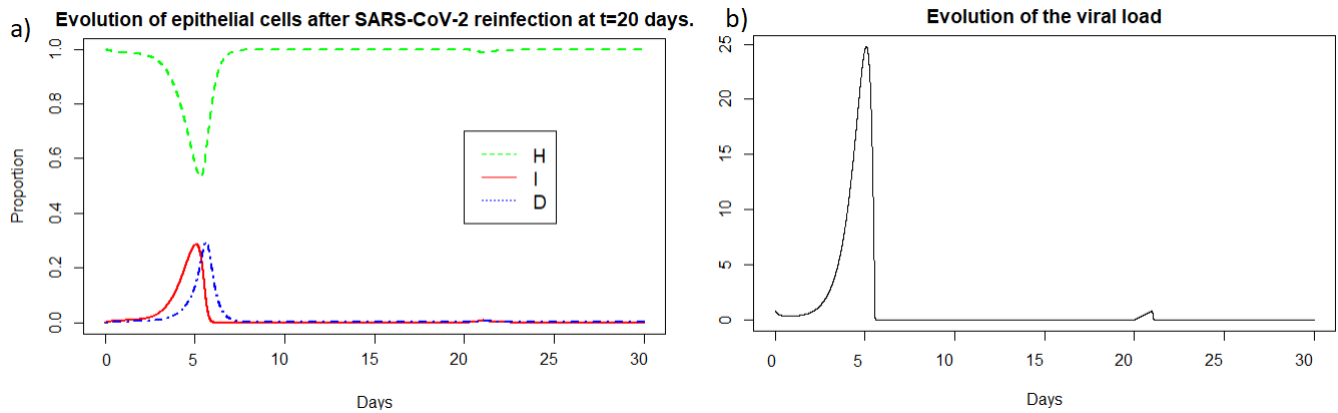 a)
Evolution of epithelial cells after SARS-CoV-2 reinfection at t=20 days.
Proportion
1.0
0.8
0.6
0.4
0.2
0.0
H
I
D
0 5 10 15 20 25 30
Days
b)
Evolution of the viral load
25
20
15
10
5
0
0 5 10 15 20 25 30
Days